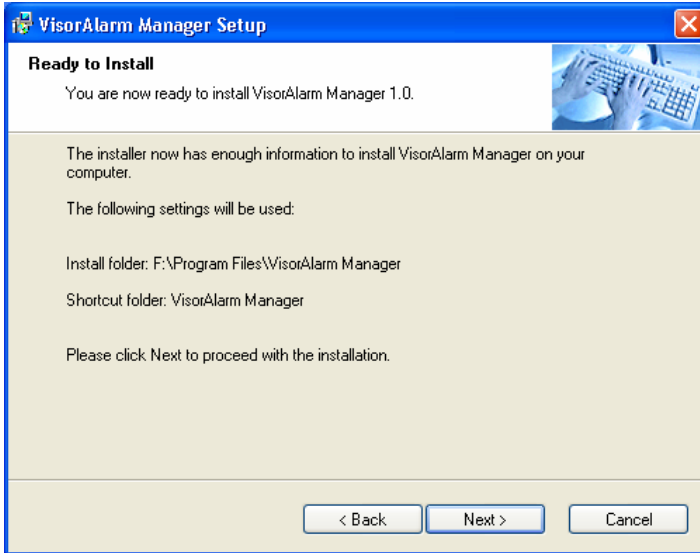 VisorAlarm Manager Setup
Ready to Install
You are now ready to install VisorAlarm Manager 1.0.
The installer now has enough information to install VisorAlarm Manager on your
computer.
The following settings will be used:
Install folder: F:\Program Files\VisorAlarm Manager
Shortcut folder: VisorAlarm Manager
Please click Next to proceed with the installation.
< Back Next > Cancel